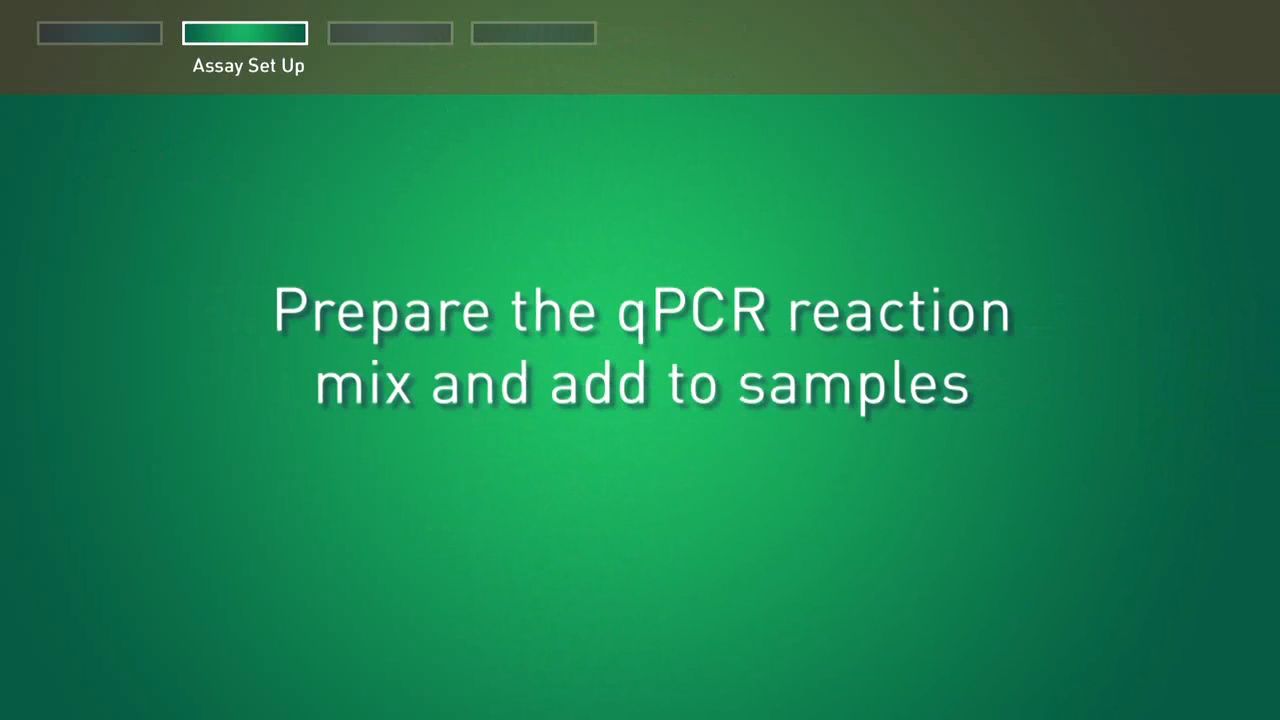 Assay Set Up
Prepare the qPCR reaction
mix and add to samples